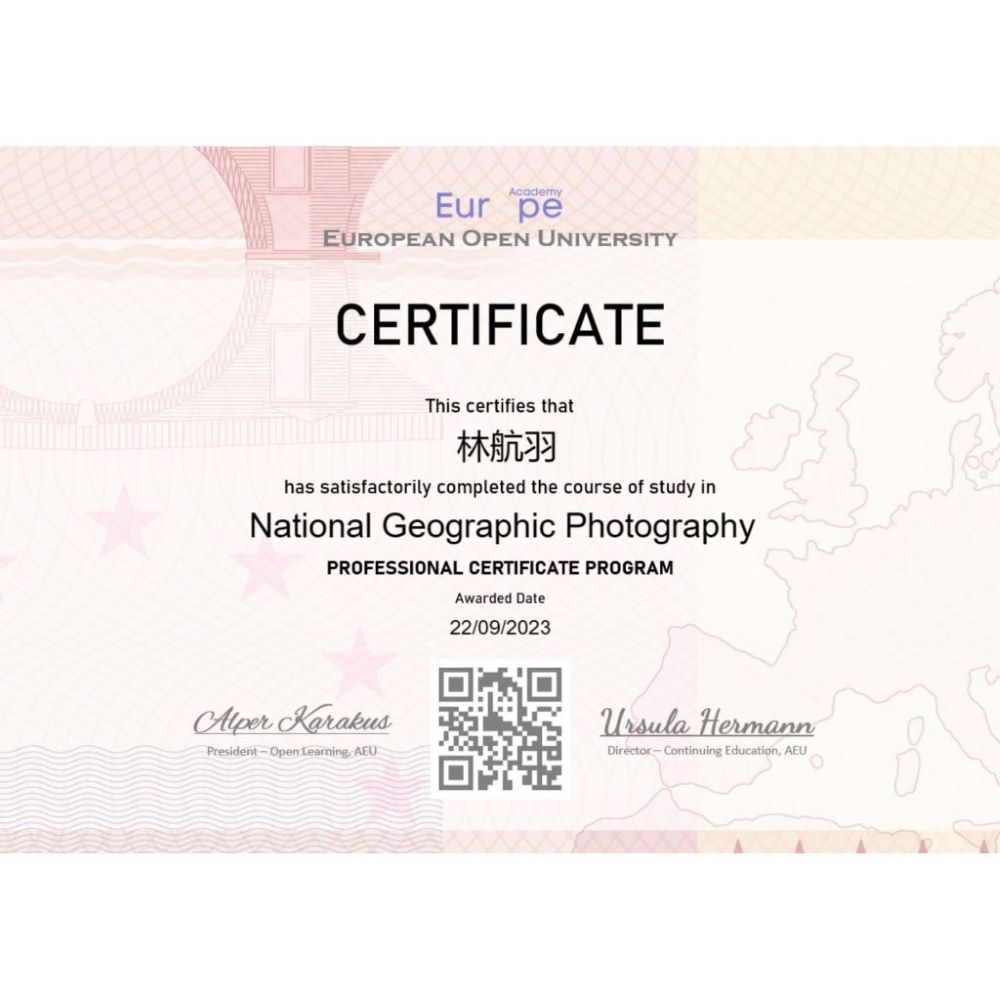 Academy
Eur pe
EUROPEAN OPEN UNIVERSITY
CERTIFICATE
This certifies that
林航羽
has satisfactorily completed the course of study in
National Geographic Photography
PROFESSIONAL CERTIFICATE PROGRAM
Awarded Date
22/09/2023
Alper Karakus
President – Open Learning, AEU
Ursula Hermann
Director – Continuing Education, AEU